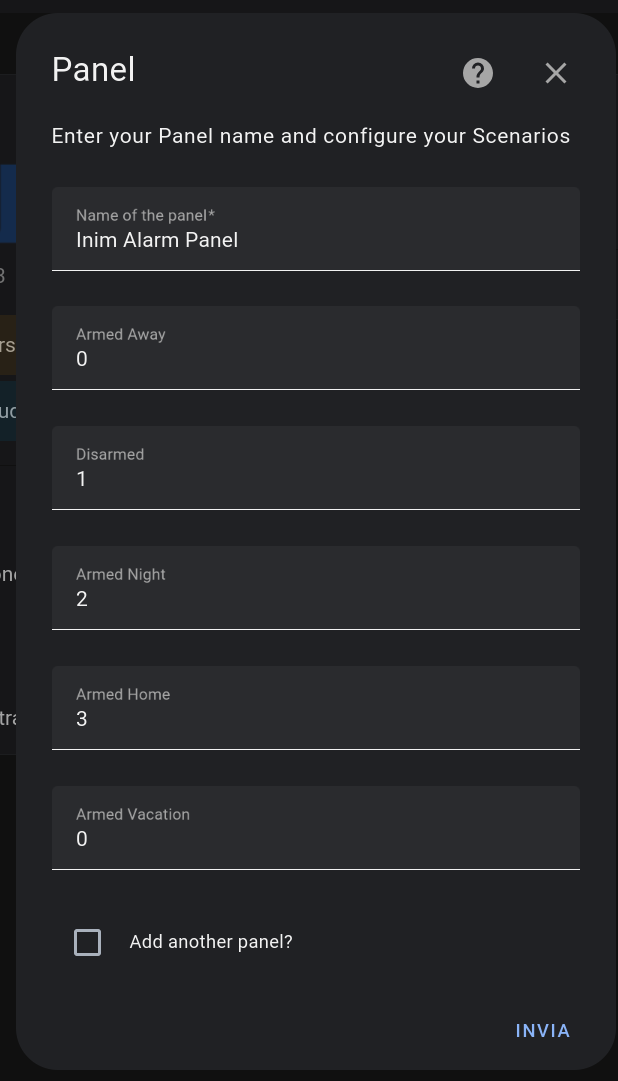 Panel
Enter your Panel name and configure your Scenarios
Name of the panel*
Inim Alarm Panel
Armed Away
0
Disarmed
1
Armed Night
2
Armed Home
3
Armed Vacation
0
Add another panel?
INVIA